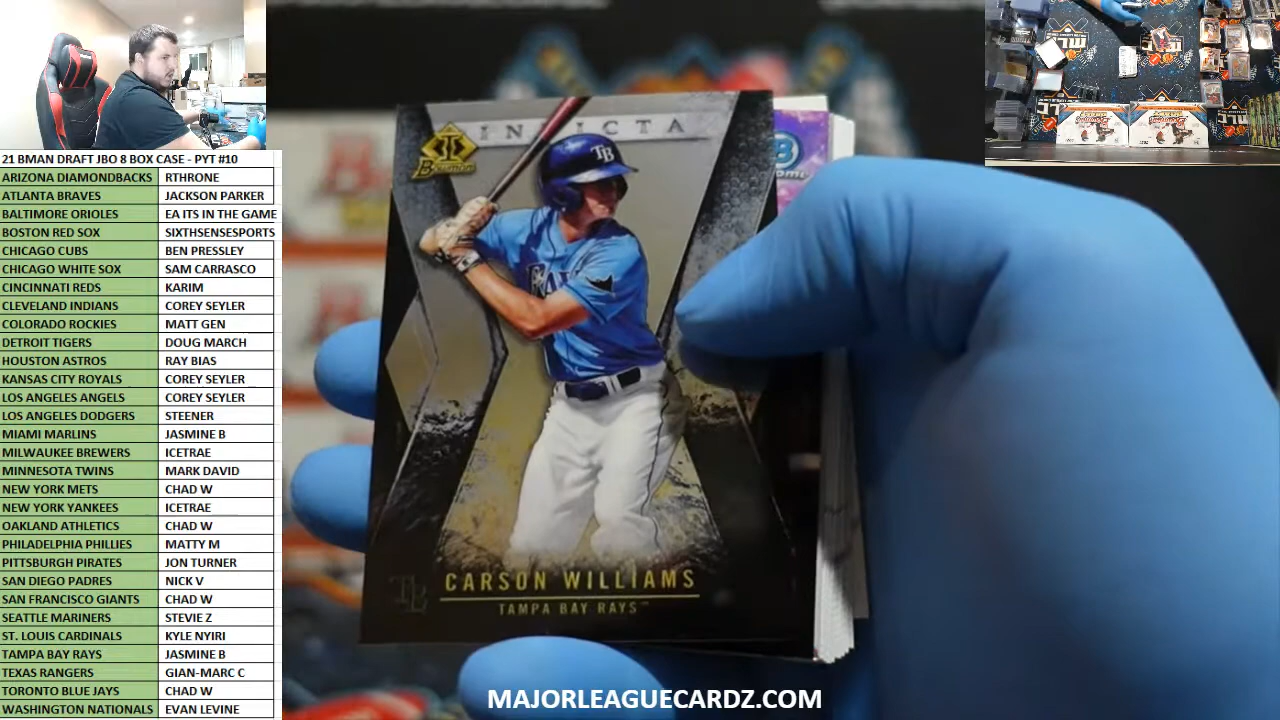 21 BMAN DRAFT JBO 8 BOX CASE - PYT #10
ARIZONA DIAMONDBACKS RTHRONE
ATLANTA BRAVES JACKSON PARKER
BALTIMORE ORIOLES EA ITS IN THE GAME
BOSTON RED SOX SIXTHSENSESPORTS
CHICAGO CUBS BEN PRESSLEY
CHICAGO WHITE SOX SAM CARRASCO
CINCINNATI REDS KARIM
CLEVELAND INDIANS COREY SEYLER
COLORADO ROCKIES MATT GEN
DETROIT TIGERS DOUG MARCH
HOUSTON ASTROS RAY BIAS
KANSAS CITY ROYALS COREY SEYLER
LOS ANGELES ANGELS COREY SEYLER
LOS ANGELES DODGERS STEENER
MIAMI MARLINS JASMINE B
MILWAUKEE BREWERS ICETRAE
MINNESOTA TWINS MARK DAVID
NEW YORK METS CHAD W
NEW YORK YANKEES ICETRAE
OAKLAND ATHLETICS CHAD W
PHILADELPHIA PHILLIES MATTY M
PITTSBURGH PIRATES JON TURNER
SAN DIEGO PADRES NICK V
SAN FRANCISCO GIANTS CHAD W
SEATTLE MARINERS STEVIE Z
ST. LOUIS CARDINALS KYLE NYIRI
TAMPA BAY RAYS JASMINE B
TEXAS RANGERS GIAN-MARC C
TORONTO BLUE JAYS CHAD W
WASHINGTON NATIONALS EVAN LEVINE
INVICTA
Bowman
TB
CARSON WILLIAMS
TAMPA BAY RAYS™
MAJORLEAGUECARDZ.COM